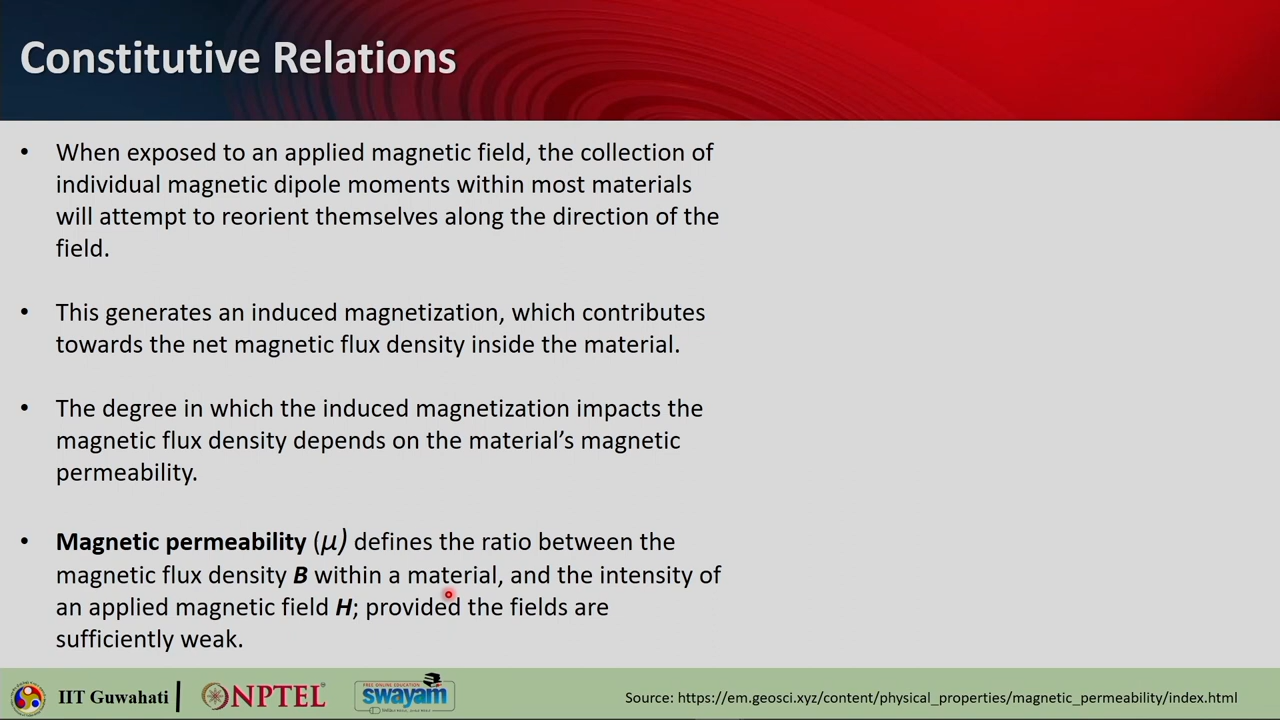 Constitutive Relations
• When exposed to an applied magnetic field, the collection of
individual magnetic dipole moments within most materials
will attempt to reorient themselves along the direction of the
field.
• This generates an induced magnetization, which contributes
towards the net magnetic flux density inside the material.
• The degree in which the induced magnetization impacts the
magnetic flux density depends on the material’s magnetic
permeability.
• Magnetic permeability (μ) defines the ratio between the
magnetic flux density B within a material, and the intensity of
an applied magnetic field H; provided the fields are
sufficiently weak.
IIT Guwahati
NPTEL
FREE ONLINE EDUCATION
swayam
Source: https://em.geosci.xyz/content/physical_properties/magnetic_permeability/index.html